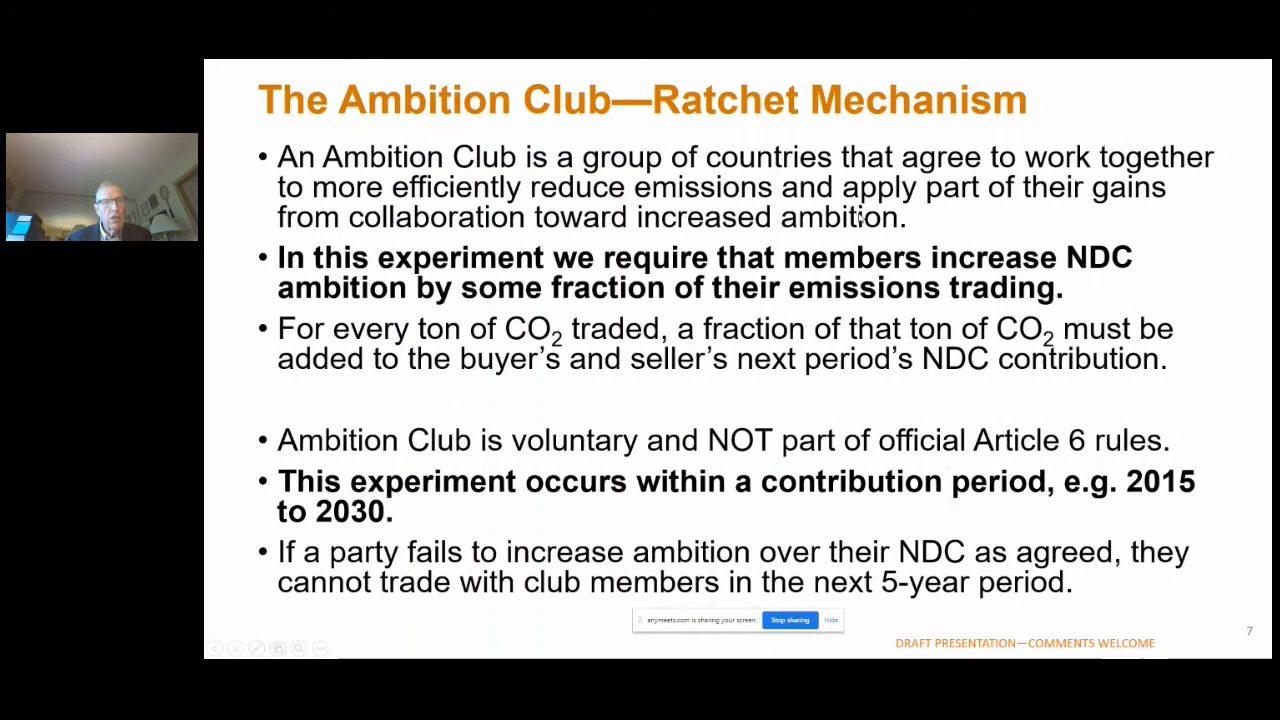 The Ambition Club—Ratchet Mechanism
• An Ambition Club is a group of countries that agree to work together
to more efficiently reduce emissions and apply part of their gains
from collaboration toward increased ambition.
• In this experiment we require that members increase NDC
ambition by some fraction of their emissions trading.
• For every ton of CO₂ traded, a fraction of that ton of CO₂ must be
added to the buyer's and seller's next period's NDC contribution.
• Ambition Club is voluntary and NOT part of official Article 6 rules.
• This experiment occurs within a contribution period, e.g. 2015
to 2030.
• If a party fails to increase ambition over their NDC as agreed, they
cannot trade with club members in the next 5-year period.
anymeets.com is sharing your screen. Stop sharing Hide
7
DRAFT PRESENTATION—COMMENTS WELCOME